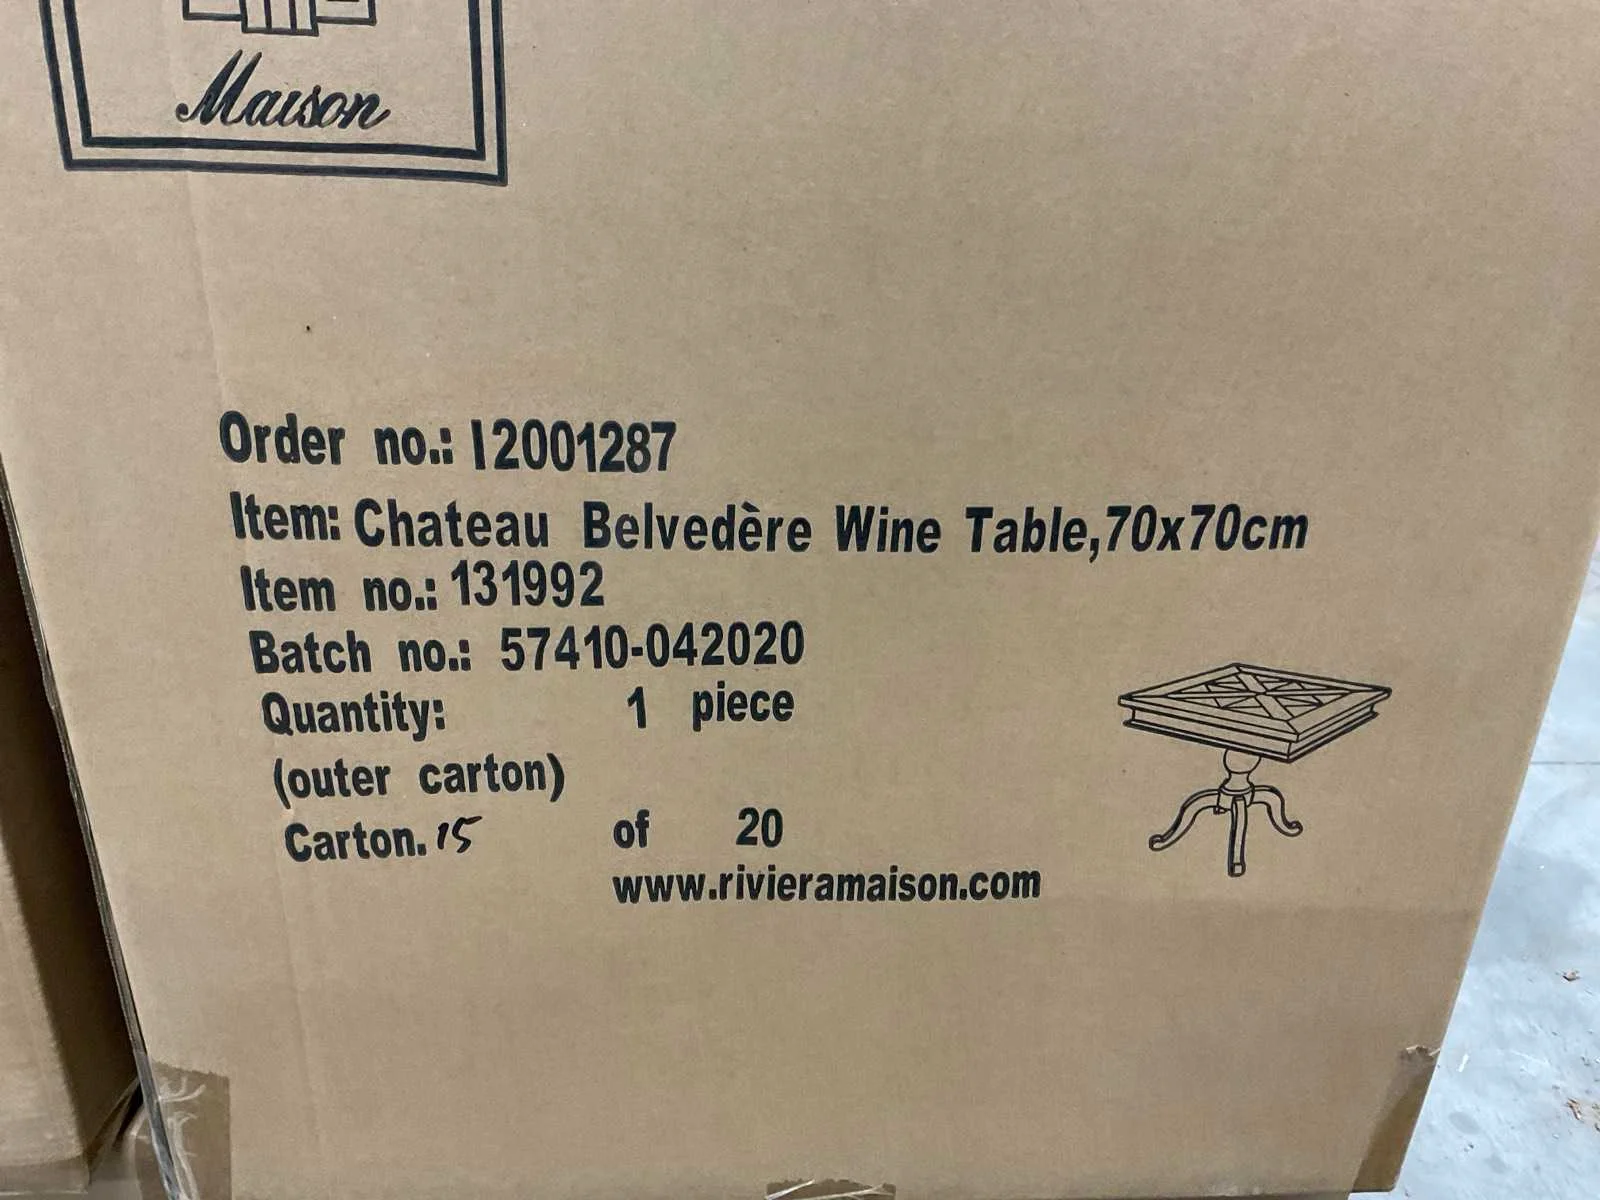 Maison
Order no.: I2001287
Item: Chateau Belvedère Wine Table,70x70cm
Item no.: 131992
Batch no.: 57410-042020
Quantity: 1 piece
(outer carton)
Carton. 15 of 20
www.rivieramaison.com